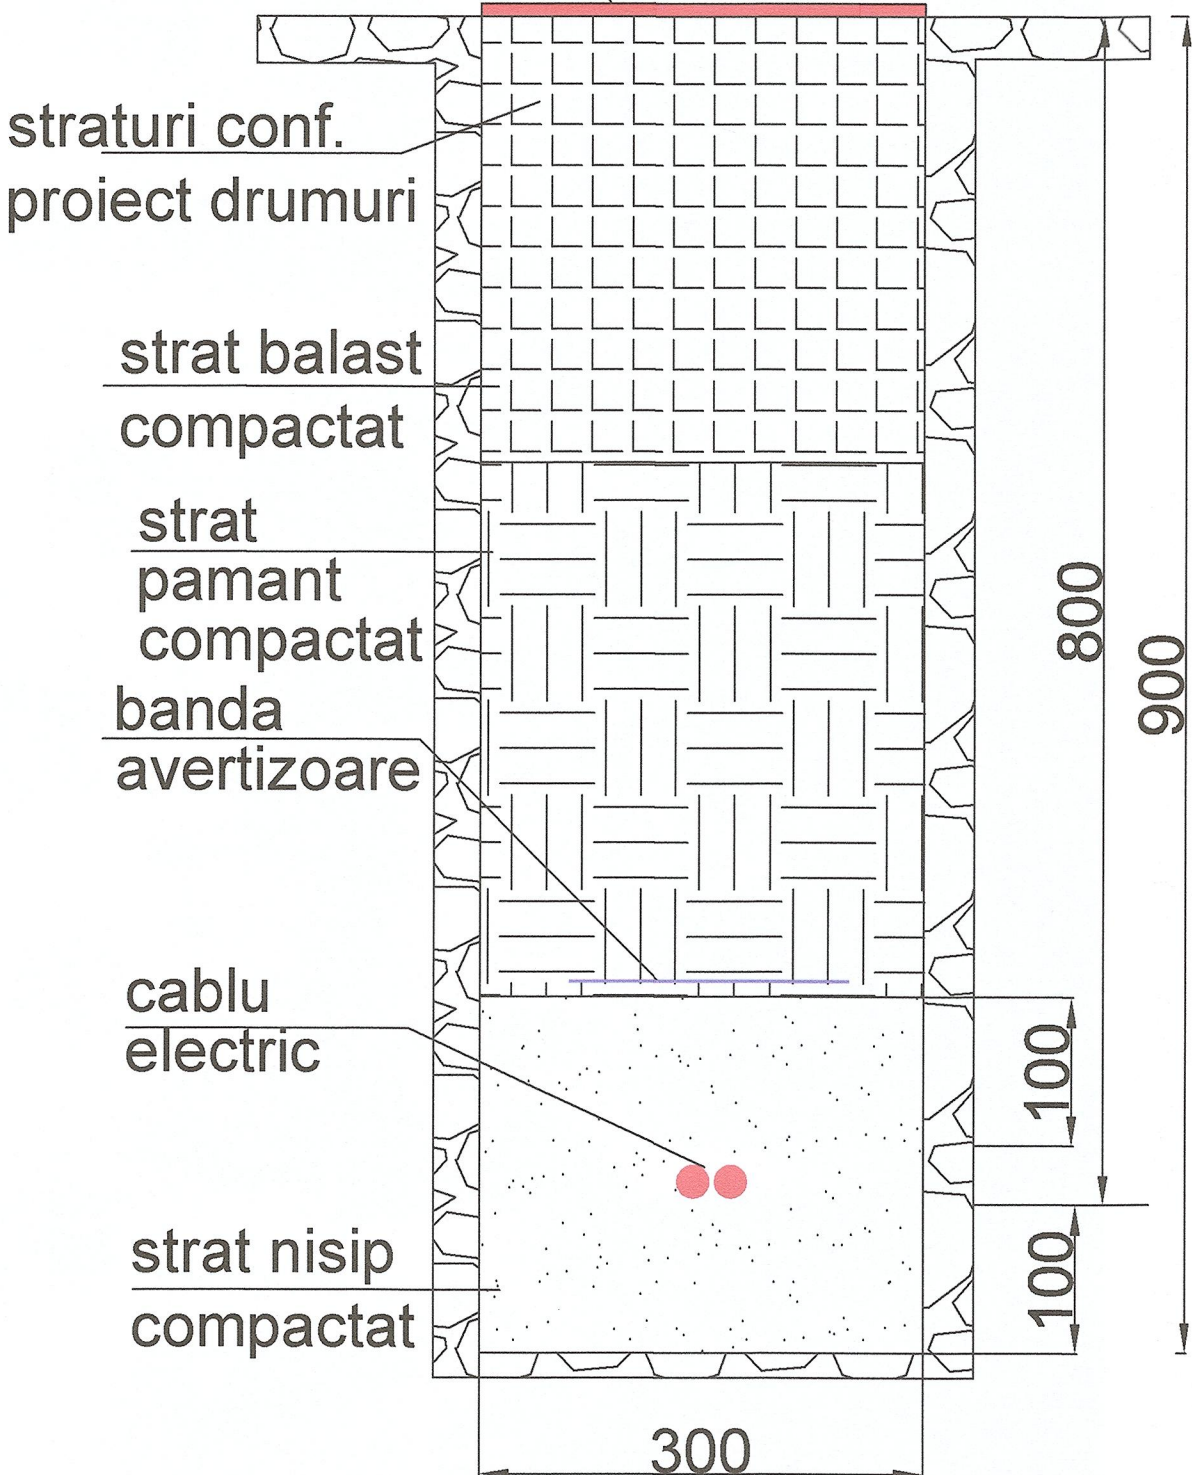 straturi conf.
proiect drumuri
strat balast
compactat
strat
pamant
compactat
banda
avertizoare
cablu
electric
strat nisip
compactat
800
900
100
100
300